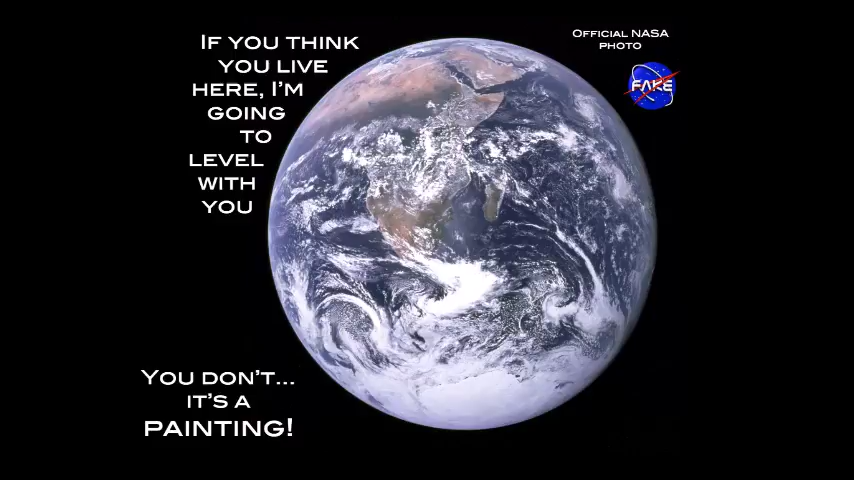 IF YOU THINK
YOU LIVE
HERE, I'M
GOING
TO
LEVEL
WITH
YOU
OFFICIAL NASA
PHOTO
FAKE
YOU DON'T...
IT'S A
PAINTING!